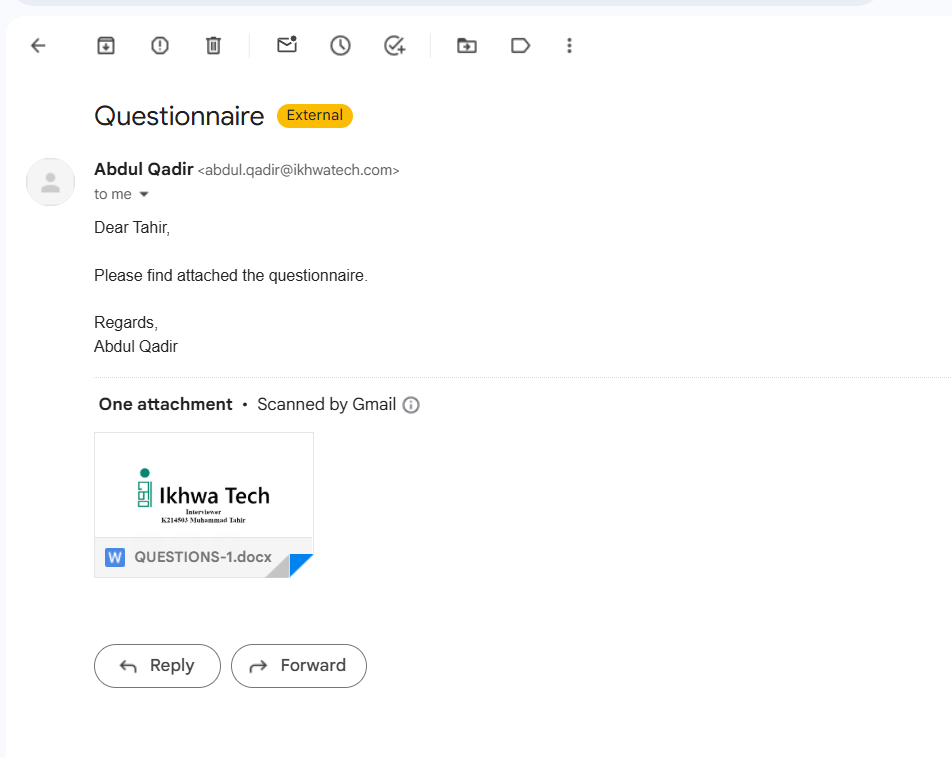 Questionnaire External
Abdul Qadir <abdul.qadir@ikhwatech.com>
to me
Dear Tahir,
Please find attached the questionnaire.
Regards,
Abdul Qadir
One attachment • Scanned by Gmail
Ikhwa Tech
Interviewer
K214503 Muhammad Tahir
W QUESTIONS-1.docx
Reply Forward